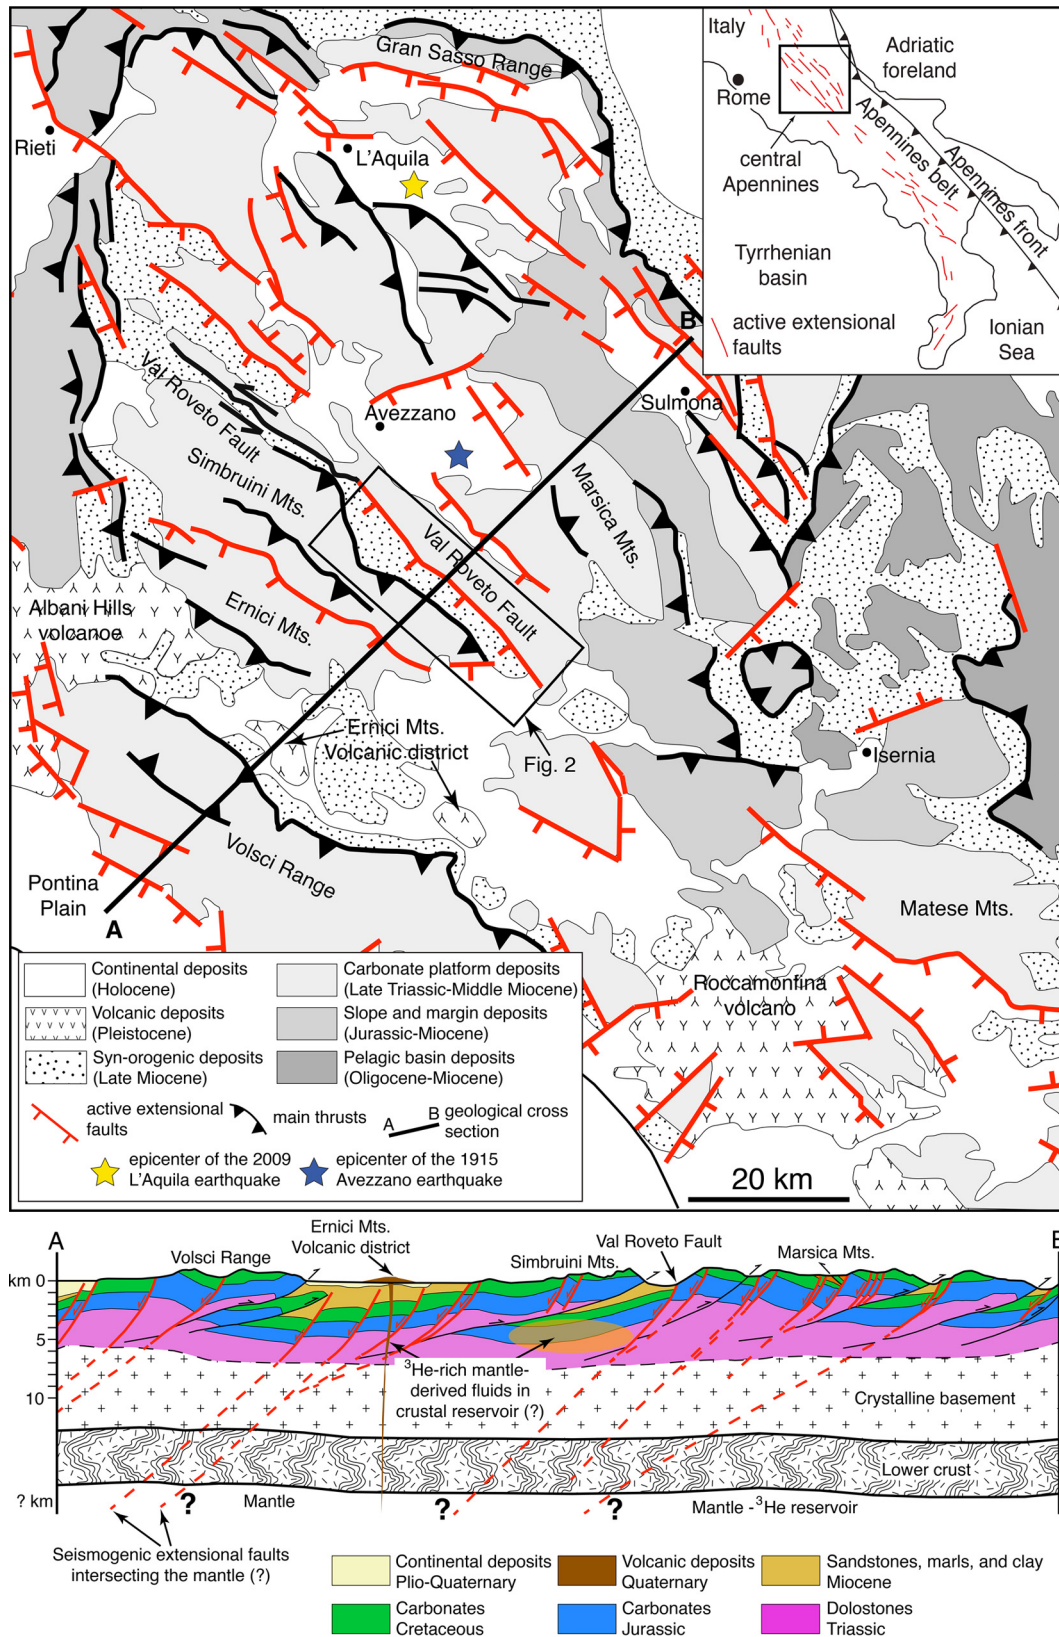 Gran Sasso Range
Rieti
L'Aquila
Italy
Adriatic
foreland
Rome
central
Apennines
Apennines belt
Apennines front
Tyrrhenian
basin
active extensional
faults
Ionian
Sea
B
Sulmona
Avezzano
Val Roveto Fault
Simbruini Mts.
Marsica Mts.
Val Roveto Fault
Albani Hills
volcanoe
Ernici Mts.
Ernici Mts.
Volcanic district
Fig. 2
Isernia
Volsci Range
Pontina
Plain
A
Matese Mts.
Roccamonfina
volcano
Continental deposits
(Holocene)
Volcanic deposits
(Pleistocene)
Syn-orogenic deposits
(Late Miocene)
Carbonate platform deposits
(Late Triassic-Middle Miocene)
Slope and margin deposits
(Jurassic-Miocene)
Pelagic basin deposits
(Oligocene-Miocene)
active extensional
faults
main thrusts
A
B
geological cross
section
epicenter of the 2009
L'Aquila earthquake
epicenter of the 1915
Avezzano earthquake
20 km
A
Volsci Range
Ernici Mts.
Volcanic district
Simbruini Mts.
Val Roveto Fault
Marsica Mts.
B
km 0
5
10
? km
³He-rich mantle-
derived fluids in
crustal reservoir (?)
Crystalline basement
Lower crust
? Mantle ? ? Mantle - ³He reservoir
Seismogenic extensional faults
intersecting the mantle (?)
Continental deposits
Plio-Quaternary
Volcanic deposits
Quaternary
Sandstones, marls, and clay
Miocene
Carbonates
Cretaceous
Carbonates
Jurassic
Dolostones
Triassic